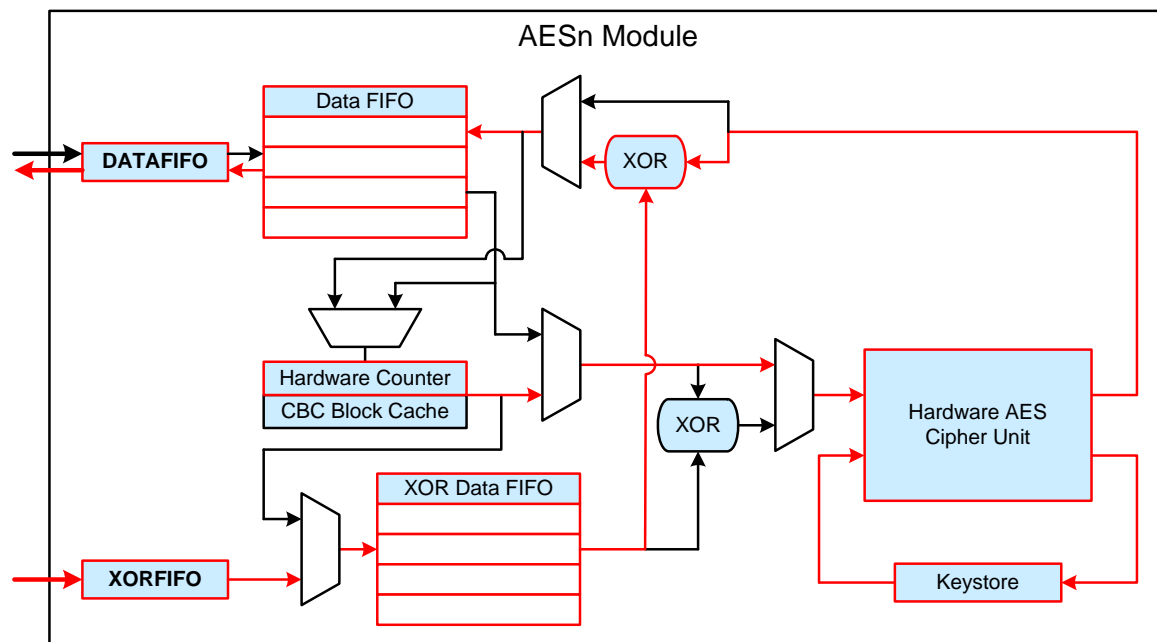 AESn Module
Data FIFO
DATAFIFO
XOR
Hardware Counter
CBC Block Cache
XOR
Hardware AES
Cipher Unit
XOR Data FIFO
XORFIFO
Keystore